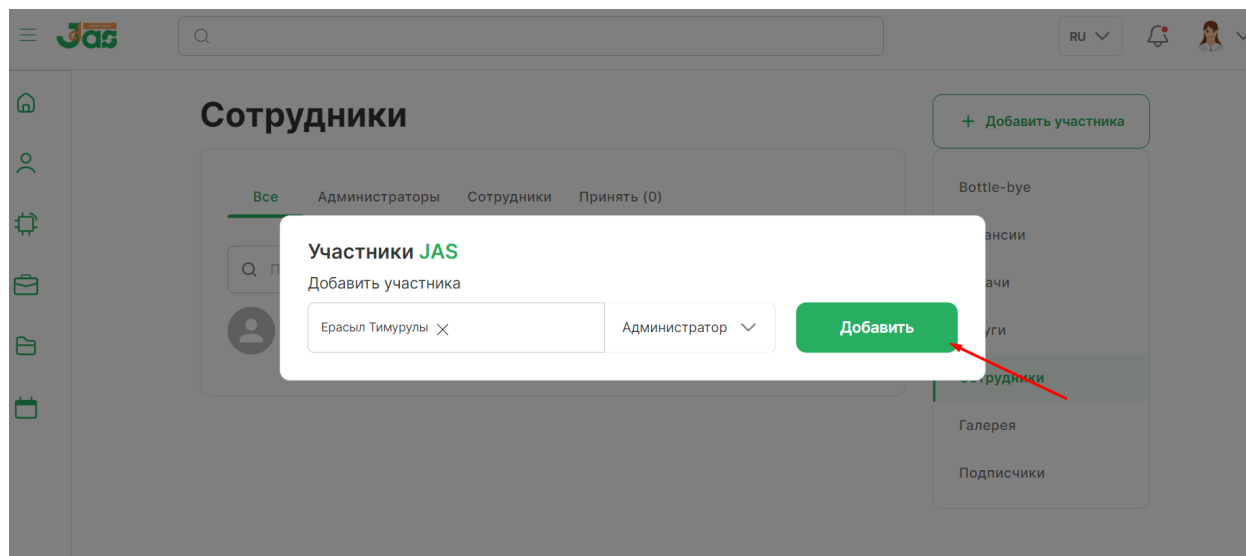 Jas
RU
Сотрудники
+ Добавить участника
Все Администраторы Сотрудники Принять (0)
Bottle-bye
Участники JAS
Добавить участника
Ерасыл Тимурулы
Администратор
Добавить
Сотрудники
Галерея
Подписчики